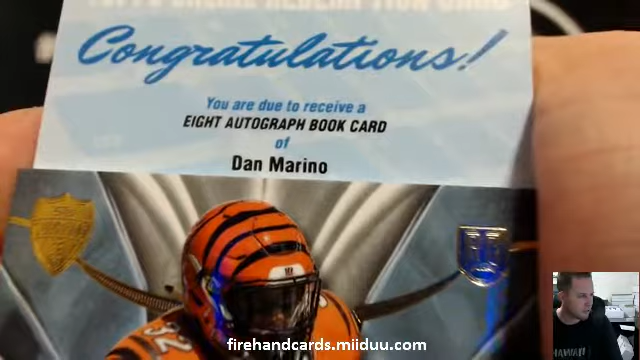 Congratulations!
You are due to receive a
EIGHT AUTOGRAPH BOOK CARD
of
Dan Marino
32
firehandcards.miiduu.com